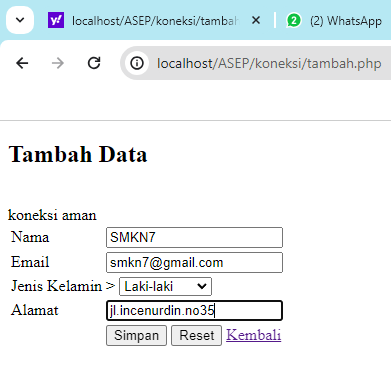 localhost/ASEP/koneksi/tambah
(2) WhatsApp
localhost/ASEP/koneksi/tambah.php
Tambah Data
koneksi aman
Nama SMKN7
Email smkn7@gmail.com
Jenis Kelamin > Laki-laki
Alamat jl.incenurdin.no35
Simpan Reset Kembali